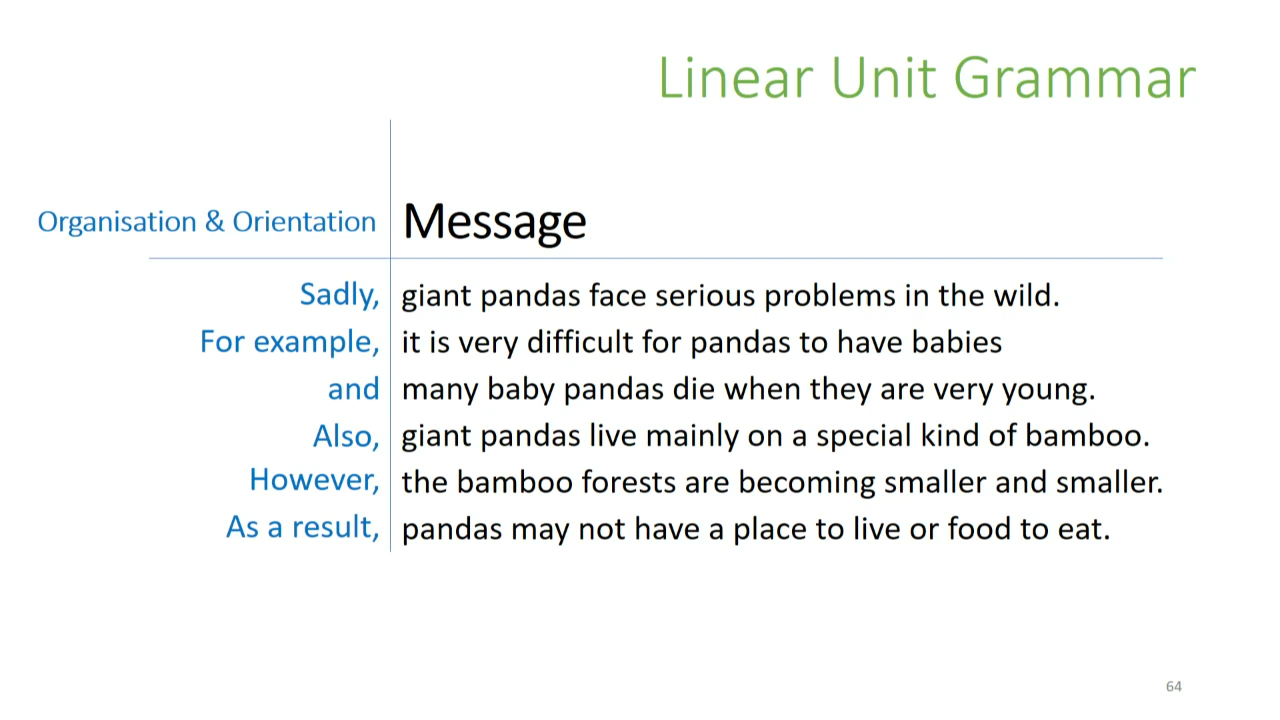 Linear Unit Grammar
Organisation & Orientation Message
Sadly, giant pandas face serious problems in the wild.
For example, it is very difficult for pandas to have babies
and many baby pandas die when they are very young.
Also, giant pandas live mainly on a special kind of bamboo.
However, the bamboo forests are becoming smaller and smaller.
As a result, pandas may not have a place to live or food to eat.
64